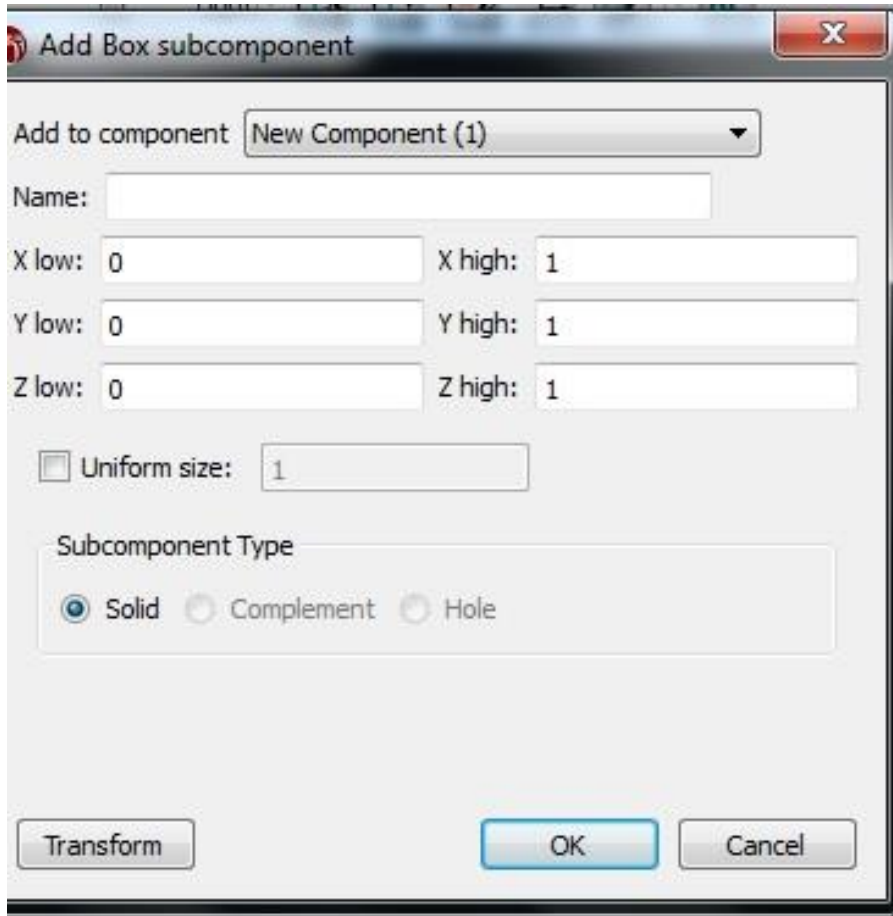 Add Box subcomponent
Add to component New Component (1)
Name:
X low: 0 X high: 1
Y low: 0 Y high: 1
Z low: 0 Z high: 1
Uniform size: 1
Subcomponent Type
Solid Complement Hole
Transform OK Cancel